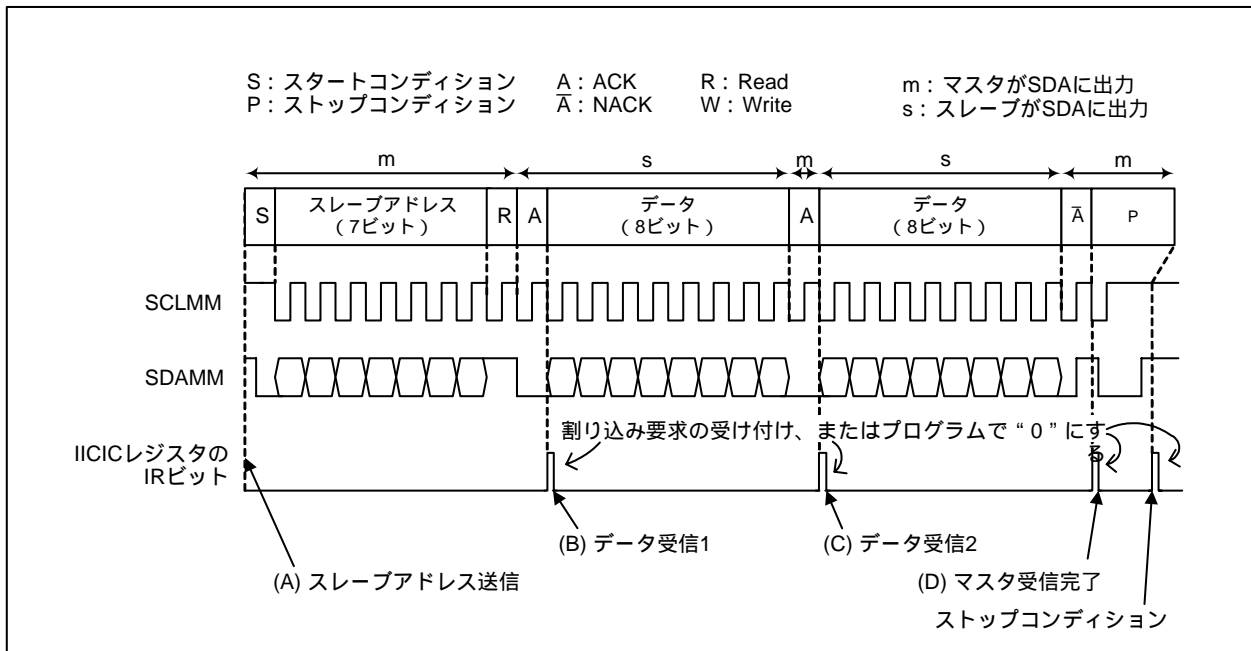 S：スタートコンディション　A：ACK　R：Read　m：マスタがSDAに出力
P：ストップコンディション　A̅：NACK　W：Write　s：スレーブがSDAに出力
m s m s m
S スレーブアドレス（7ビット） R A データ（8ビット） A データ（8ビット） A̅ P
SCLMM
SDAMM
割り込み要求の受け付け、またはプログラムで“0”にす
る
IICICレジスタの
IRビット
(B) データ受信1
(C) データ受信2
(A) スレーブアドレス送信
(D) マスタ受信完了
ストップコンディション